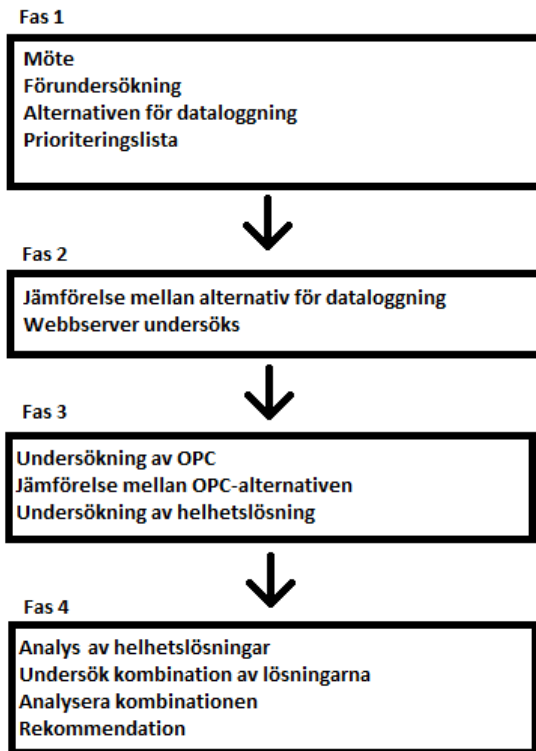 Fas 1
Möte
Förundersökning
Alternativen för dataloggning
Prioriteringslista
Fas 2
Jämförelse mellan alternativ för dataloggning
Webbserver undersöks
Fas 3
Undersökning av OPC
Jämförelse mellan OPC-alternativen
Undersökning av helhetslösning
Fas 4
Analys av helhetslösningar
Undersök kombination av lösningarna
Analysera kombinationen
Rekommendation